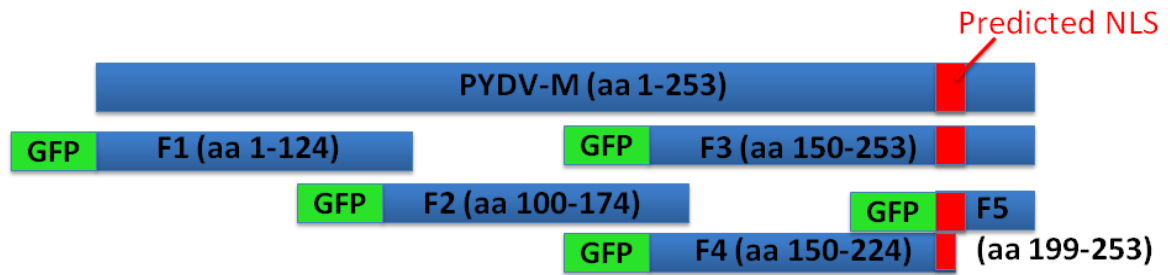 Predicted NLS
PYDV-M (aa 1-253)
GFP F1 (aa 1-124)
GFP F3 (aa 150-253)
GFP F2 (aa 100-174)
GFP F5
GFP F4 (aa 150-224)
(aa 199-253)